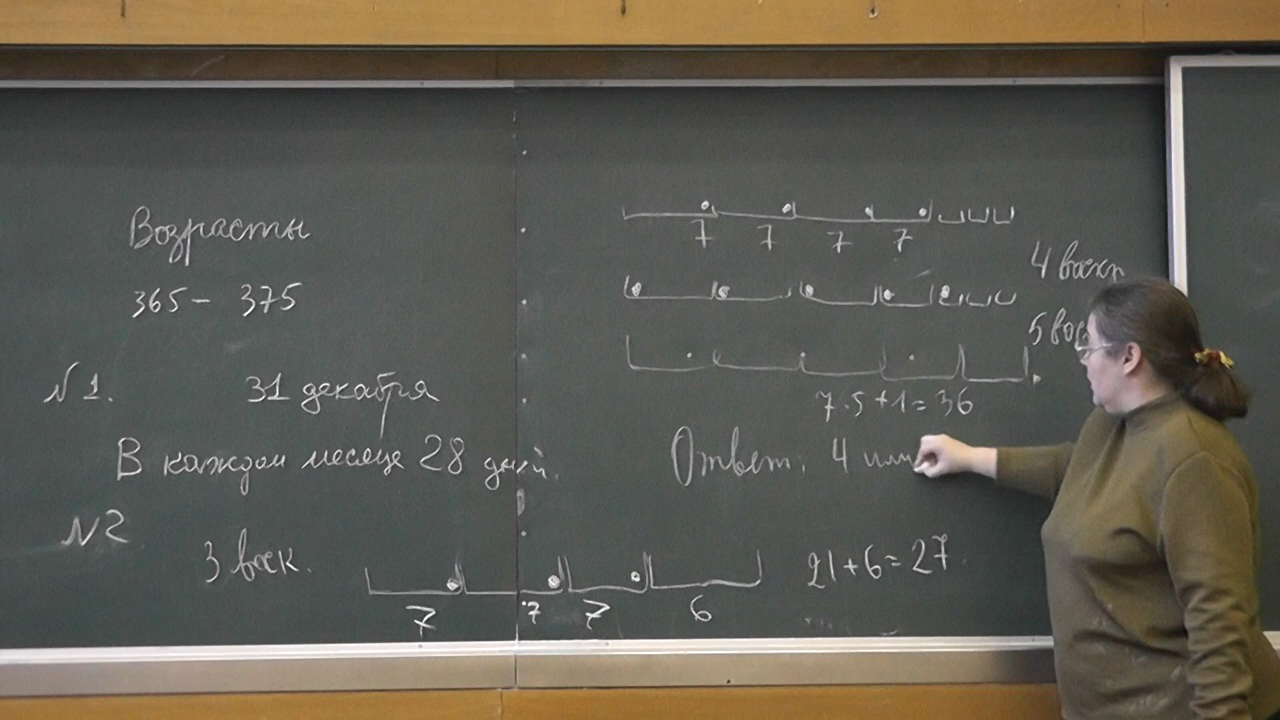 Возрасты
365 - 375
№1. 31 декабря
В каждом месяце 28 дней.
№2
3 воск.
7 7 7 6
21+6=27.
7 7 7 7
4 воскр
5 вос
7·5+1=36
Ответ: 4 или